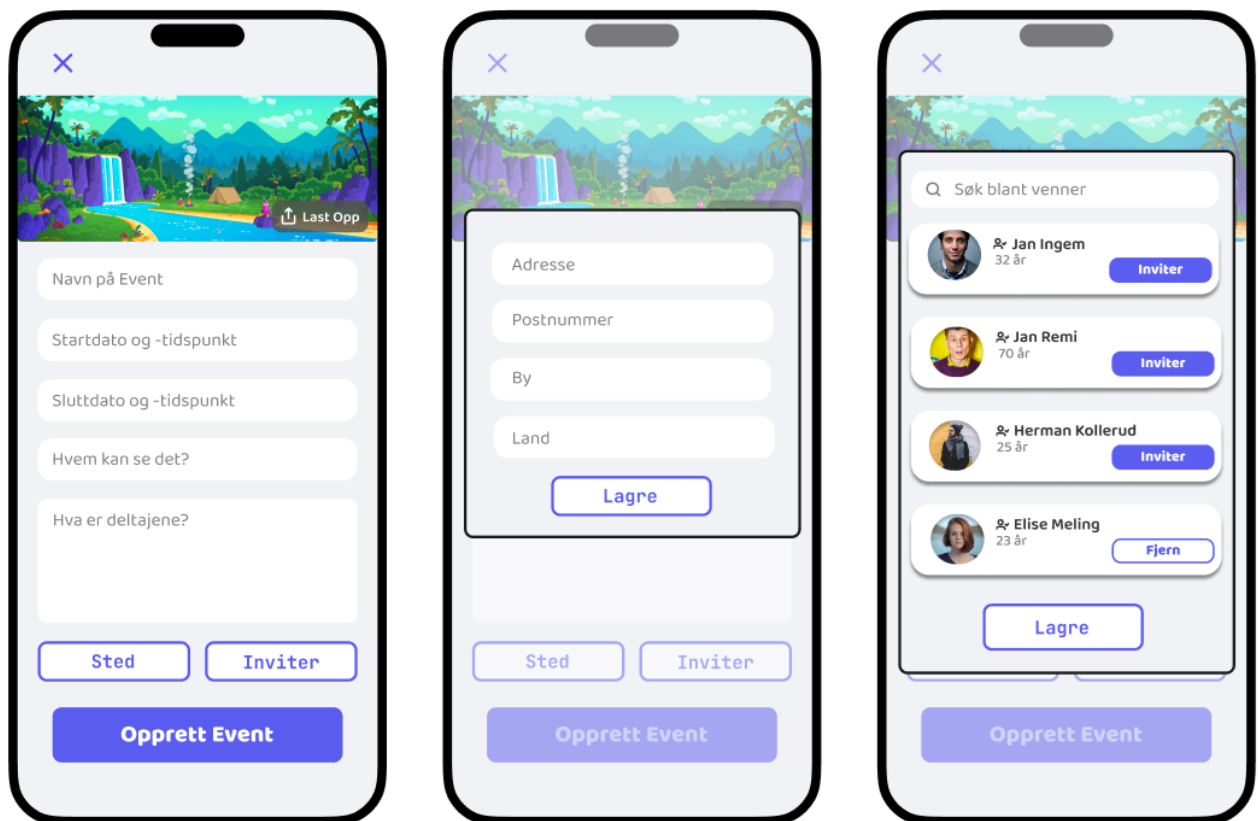 Last Opp
Navn på Event
Startdato og -tidspunkt
Sluttdato og -tidspunkt
Hvem kan se det?
Hva er deltajene?
Sted
Inviter
Opprett Event
Adresse
Postnummer
By
Land
Lagre
Sted
Inviter
Opprett Event
Søk blant venner
Jan Ingem
32 år
Inviter
Jan Remi
70 år
Inviter
Herman Kollerud
25 år
Inviter
Elise Meling
23 år
Fjern
Lagre
Opprett Event